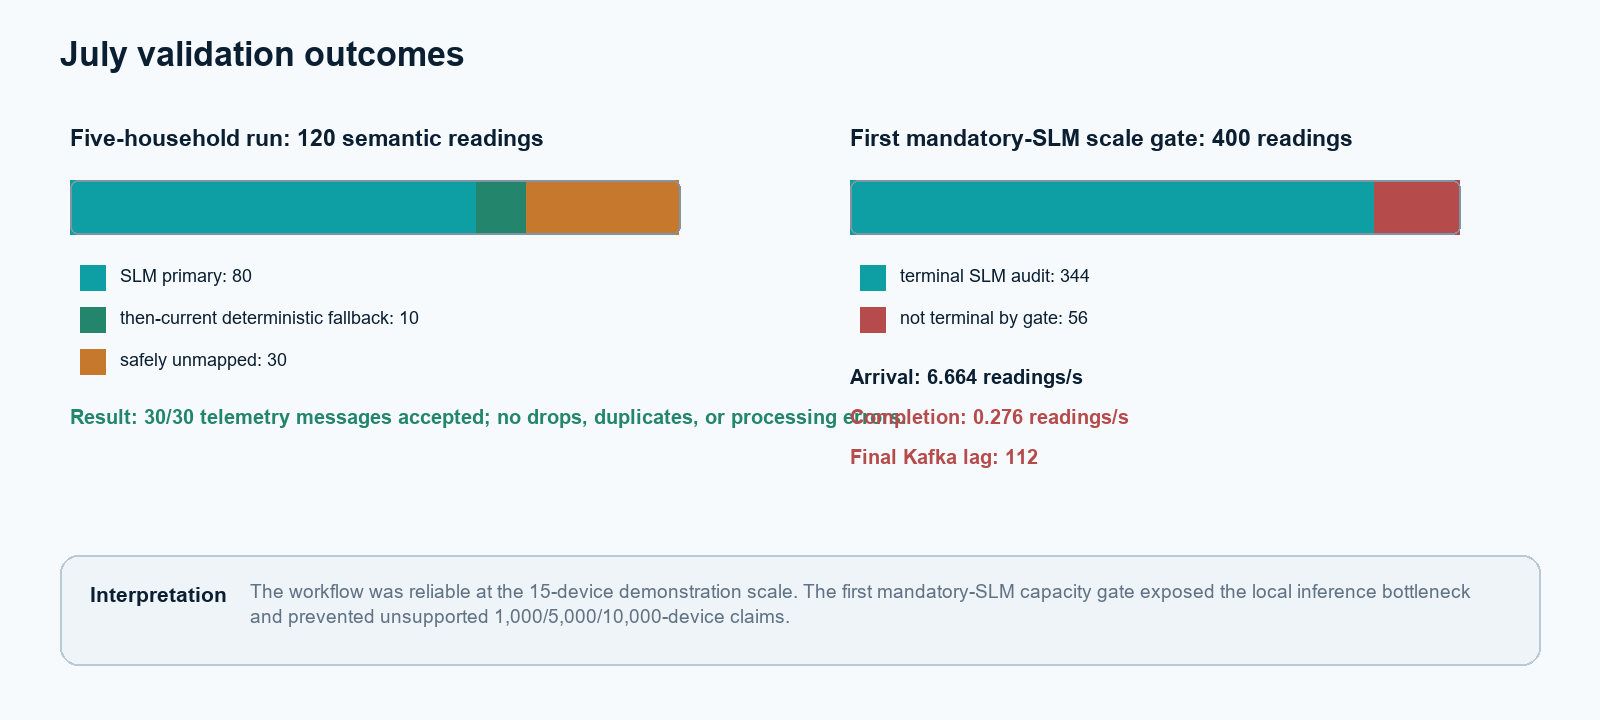 July validation outcomes
Five-household run: 120 semantic readings
SLM primary: 80
then-current deterministic fallback: 10
safely unmapped: 30
Result: 30/30 telemetry messages accepted; no drops, duplicates, or processing errors.
First mandatory-SLM scale gate: 400 readings
terminal SLM audit: 344
not terminal by gate: 56
Arrival: 6.664 readings/s
Completion: 0.276 readings/s
Final Kafka lag: 112
Interpretation
The workflow was reliable at the 15-device demonstration scale. The first mandatory-SLM capacity gate exposed the local inference bottleneck
and prevented unsupported 1,000/5,000/10,000-device claims.